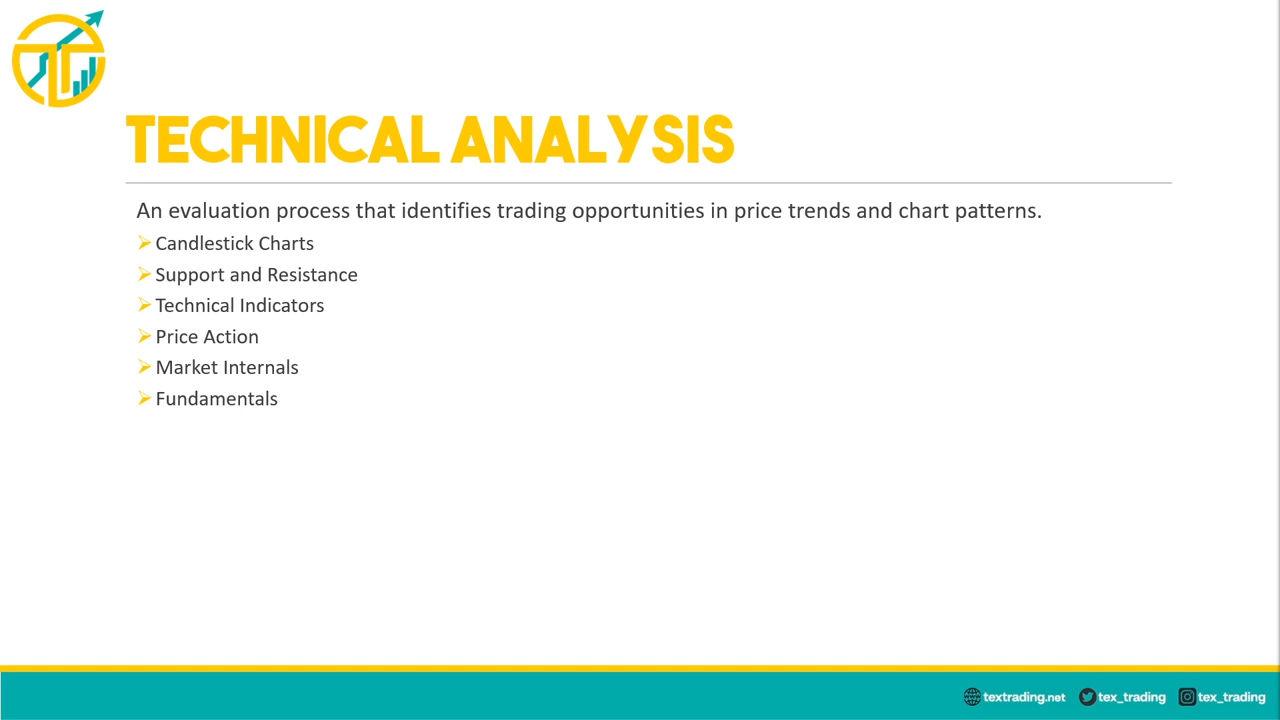 TECHNICAL ANALYSIS
An evaluation process that identifies trading opportunities in price trends and chart patterns.
Candlestick Charts
Support and Resistance
Technical Indicators
Price Action
Market Internals
Fundamentals
textrading.net tex_trading tex_trading